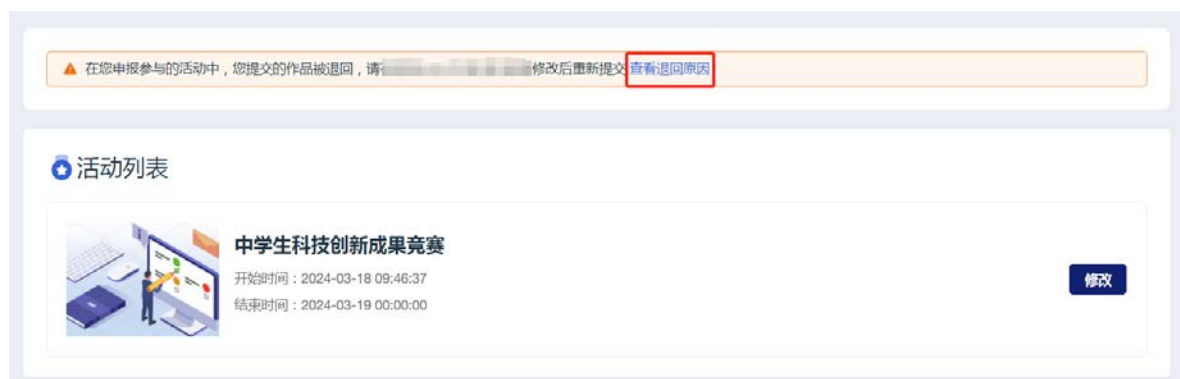 在您申报参与的活动中，您提交的作品被退回，请 修改后重新提交 查看退回原因
活动列表
中学生科技创新成果竞赛
开始时间：2024-03-18 09:46:37
结束时间：2024-03-19 00:00:00
修改